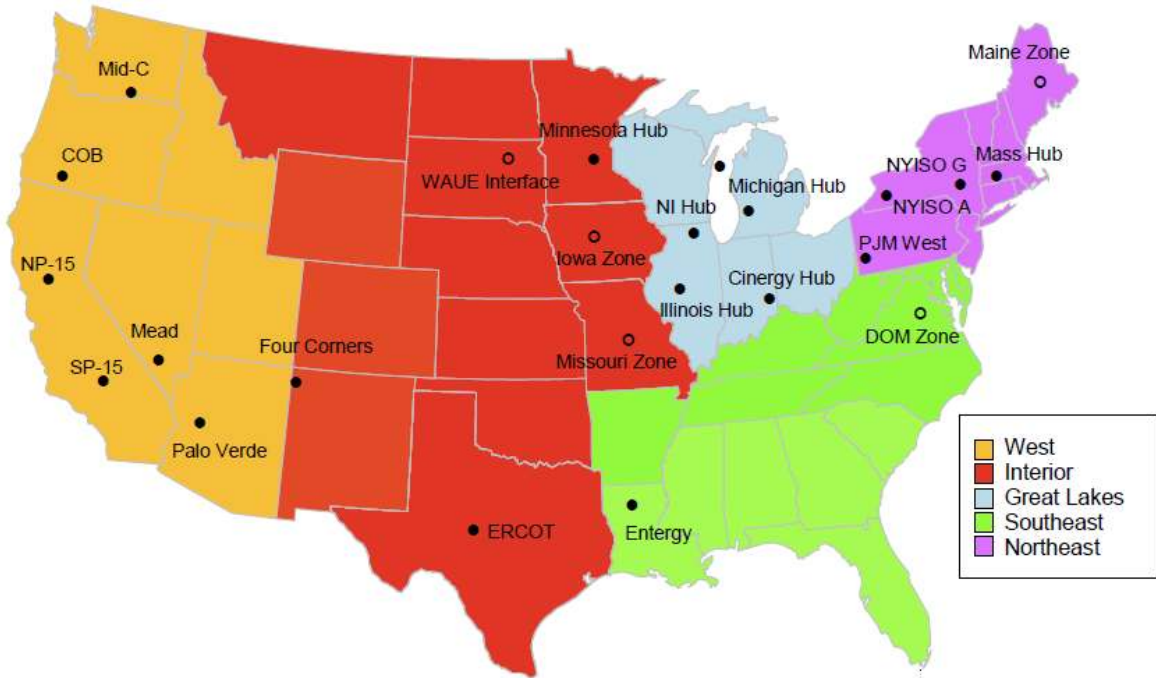 Maine Zone
Mid-C
Minnesota Hub
COB
NYISO G
Mass Hub
WAUE Interface
Michigan Hub
NI Hub
NYISO A
PJM West
Iowa Zone
NP-15
Cinergy Hub
Illinois Hub
Mead
DOM Zone
Four Corners
Missouri Zone
SP-15
Palo Verde
West
Interior
Great Lakes
Southeast
Northeast
ERCOT
Entergy